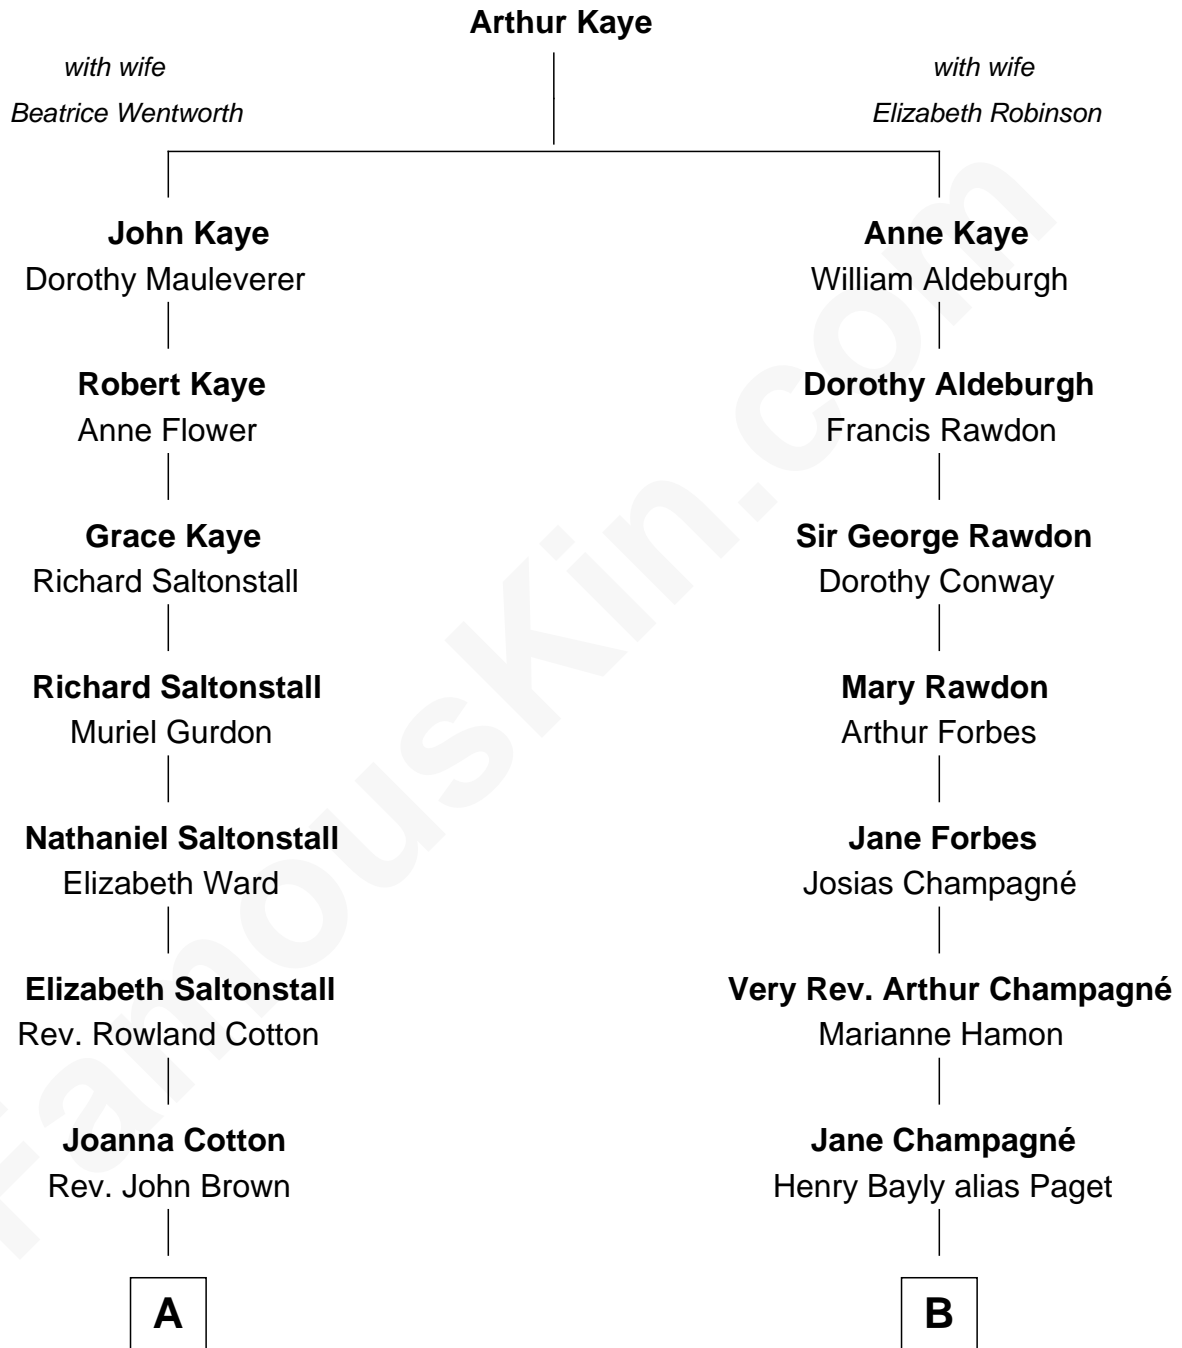 Arthur Kaye
with wife
Beatrice Wentworth
with wife
Elizabeth Robinson
John Kaye
Dorothy Mauleverer
Anne Kaye
William Aldeburgh
Robert Kaye
Anne Flower
Dorothy Aldeburgh
Francis Rawdon
Grace Kaye
Richard Saltonstall
Sir George Rawdon
Dorothy Conway
Richard Saltonstall
Muriel Gurdon
Mary Rawdon
Arthur Forbes
Nathaniel Saltonstall
Elizabeth Ward
Jane Forbes
Josias Champagné
Elizabeth Saltonstall
Rev. Rowland Cotton
Very Rev. Arthur Champagné
Marianne Hamon
Joanna Cotton
Rev. John Brown
Jane Champagné
Henry Bayly alias Paget
A
B
FamousKin.com